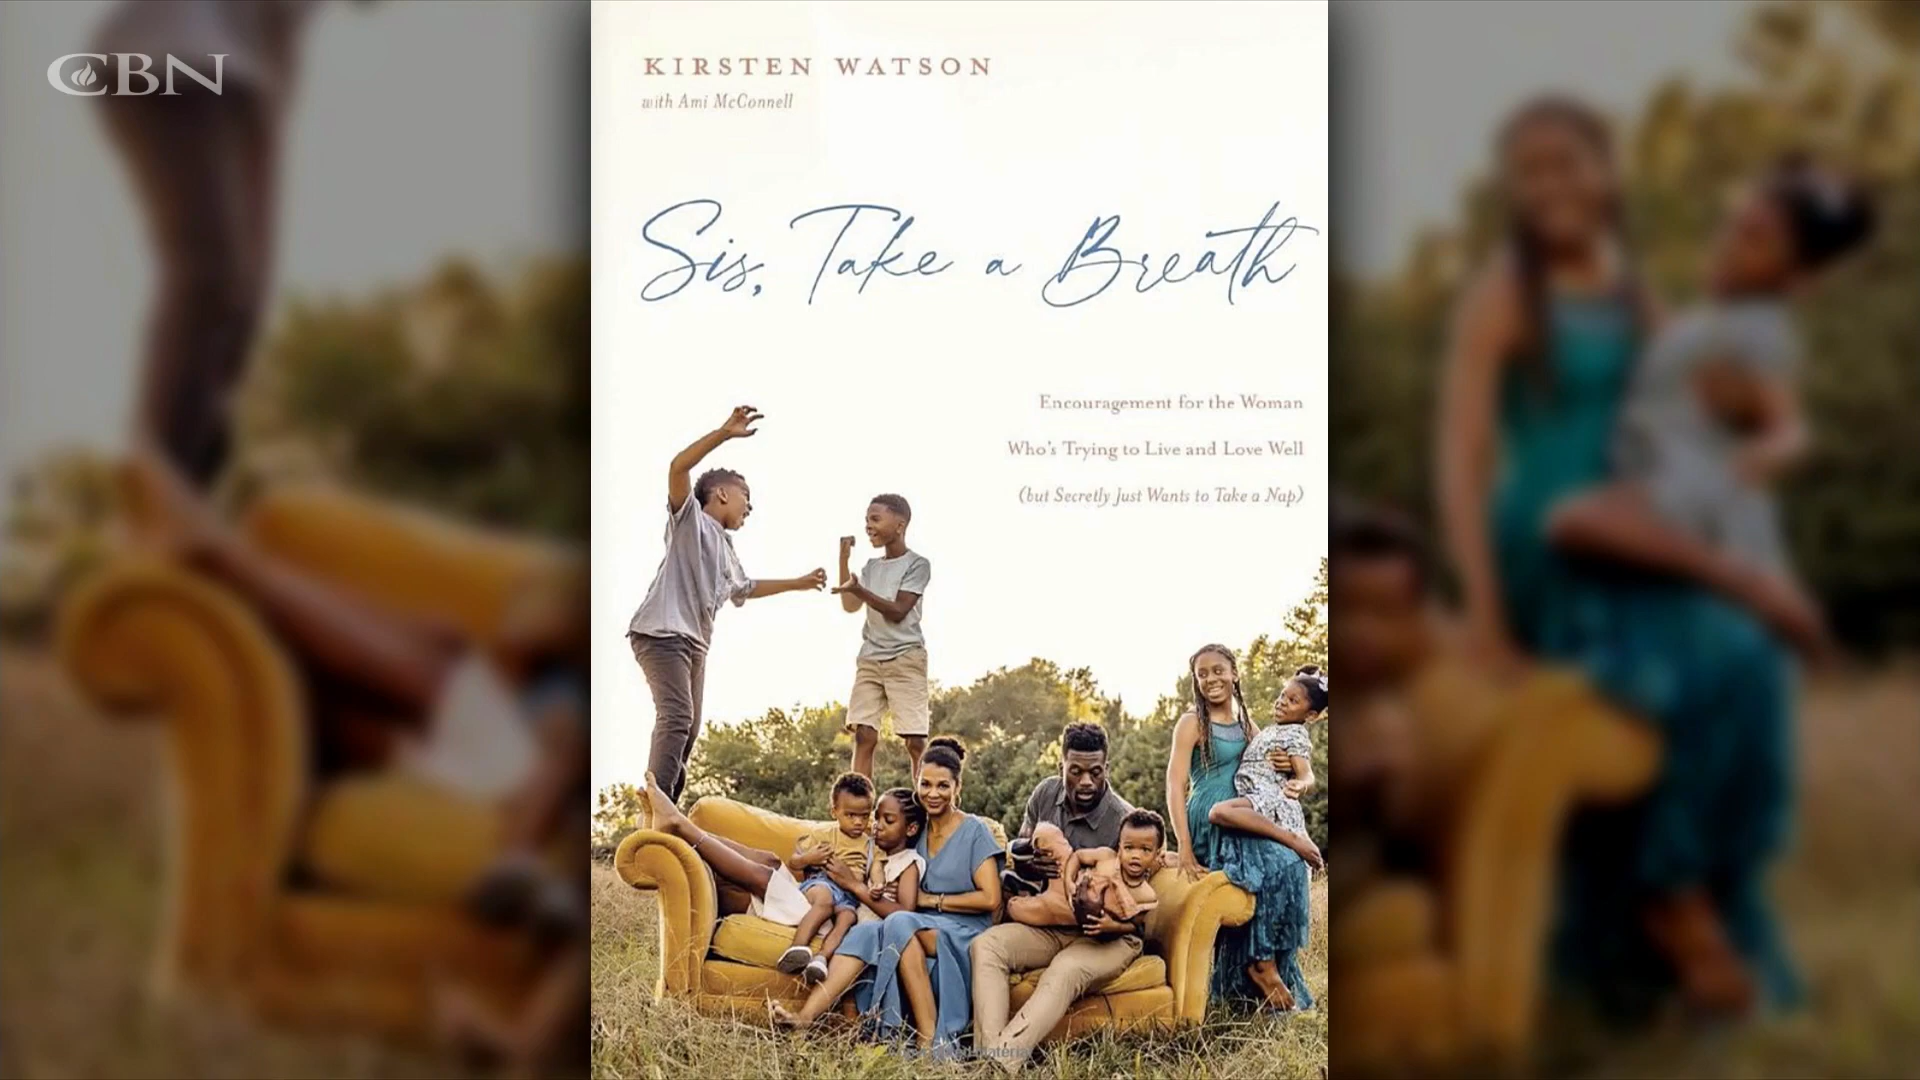 CBN
KIRSTEN WATSON
with Ami McConnell
Sis, Take a Breath
Encouragement for the Woman
Who's Trying to Live and Love Well
(but Secretly Just Wants to Take a Nap)